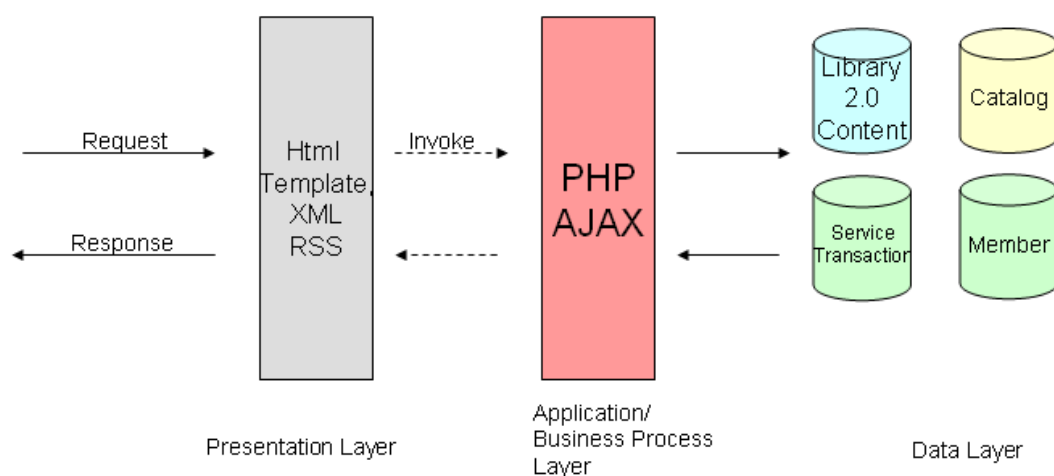 Request
Response
Html
Template,
XML
RSS
Invoke
PHP
AJAX
Library
2.0
Content
Catalog
Service
Transaction
Member
Presentation Layer
Application/
Business Process
Layer
Data Layer